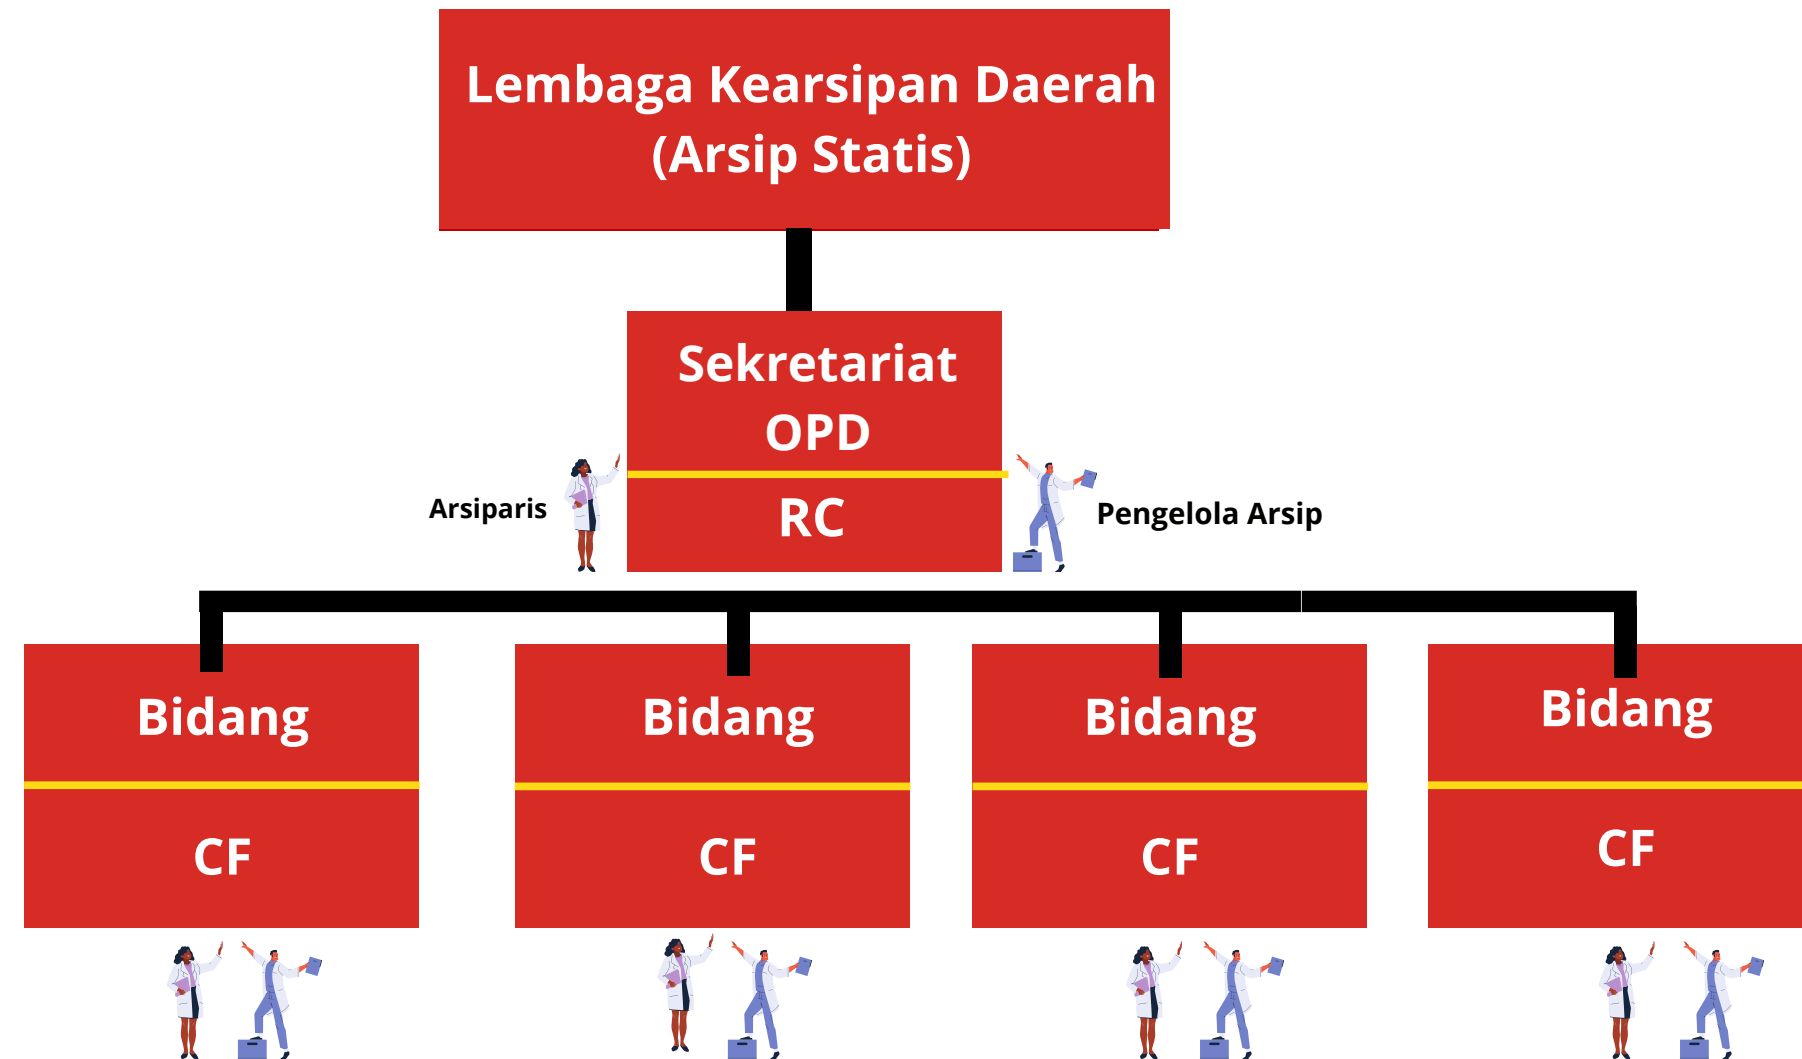 Lembaga Kearsipan Daerah
(Arsip Statis)
Sekretariat
OPD
RC
Arsiparis
Pengelola Arsip
Bidang
CF
Bidang
CF
Bidang
CF
Bidang
CF